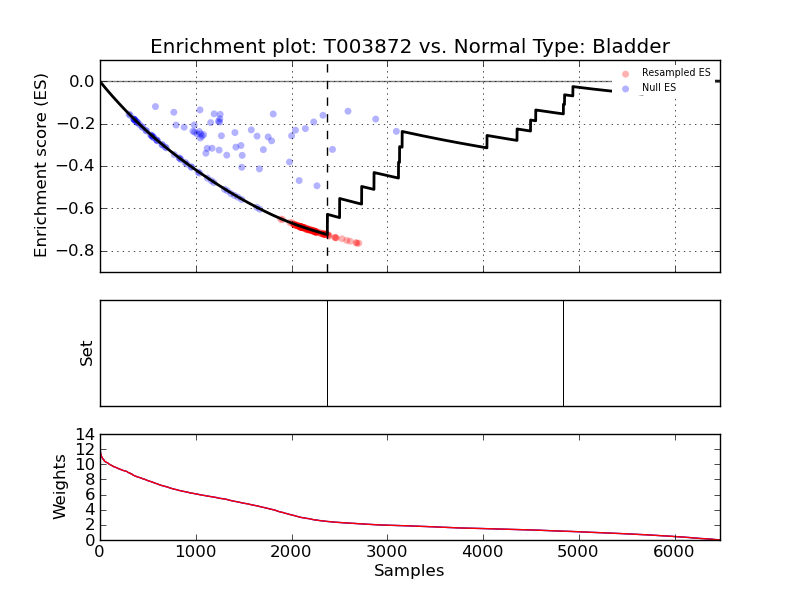 Enrichment plot: T003872 vs. Normal Type: Bladder
Enrichment score (ES)
0.0
−0.2
−0.4
−0.6
−0.8
Resampled ES
Null ES
Set
Weights
14
12
10
8
6
4
2
0
0 1000 2000 3000 4000 5000 6000
Samples